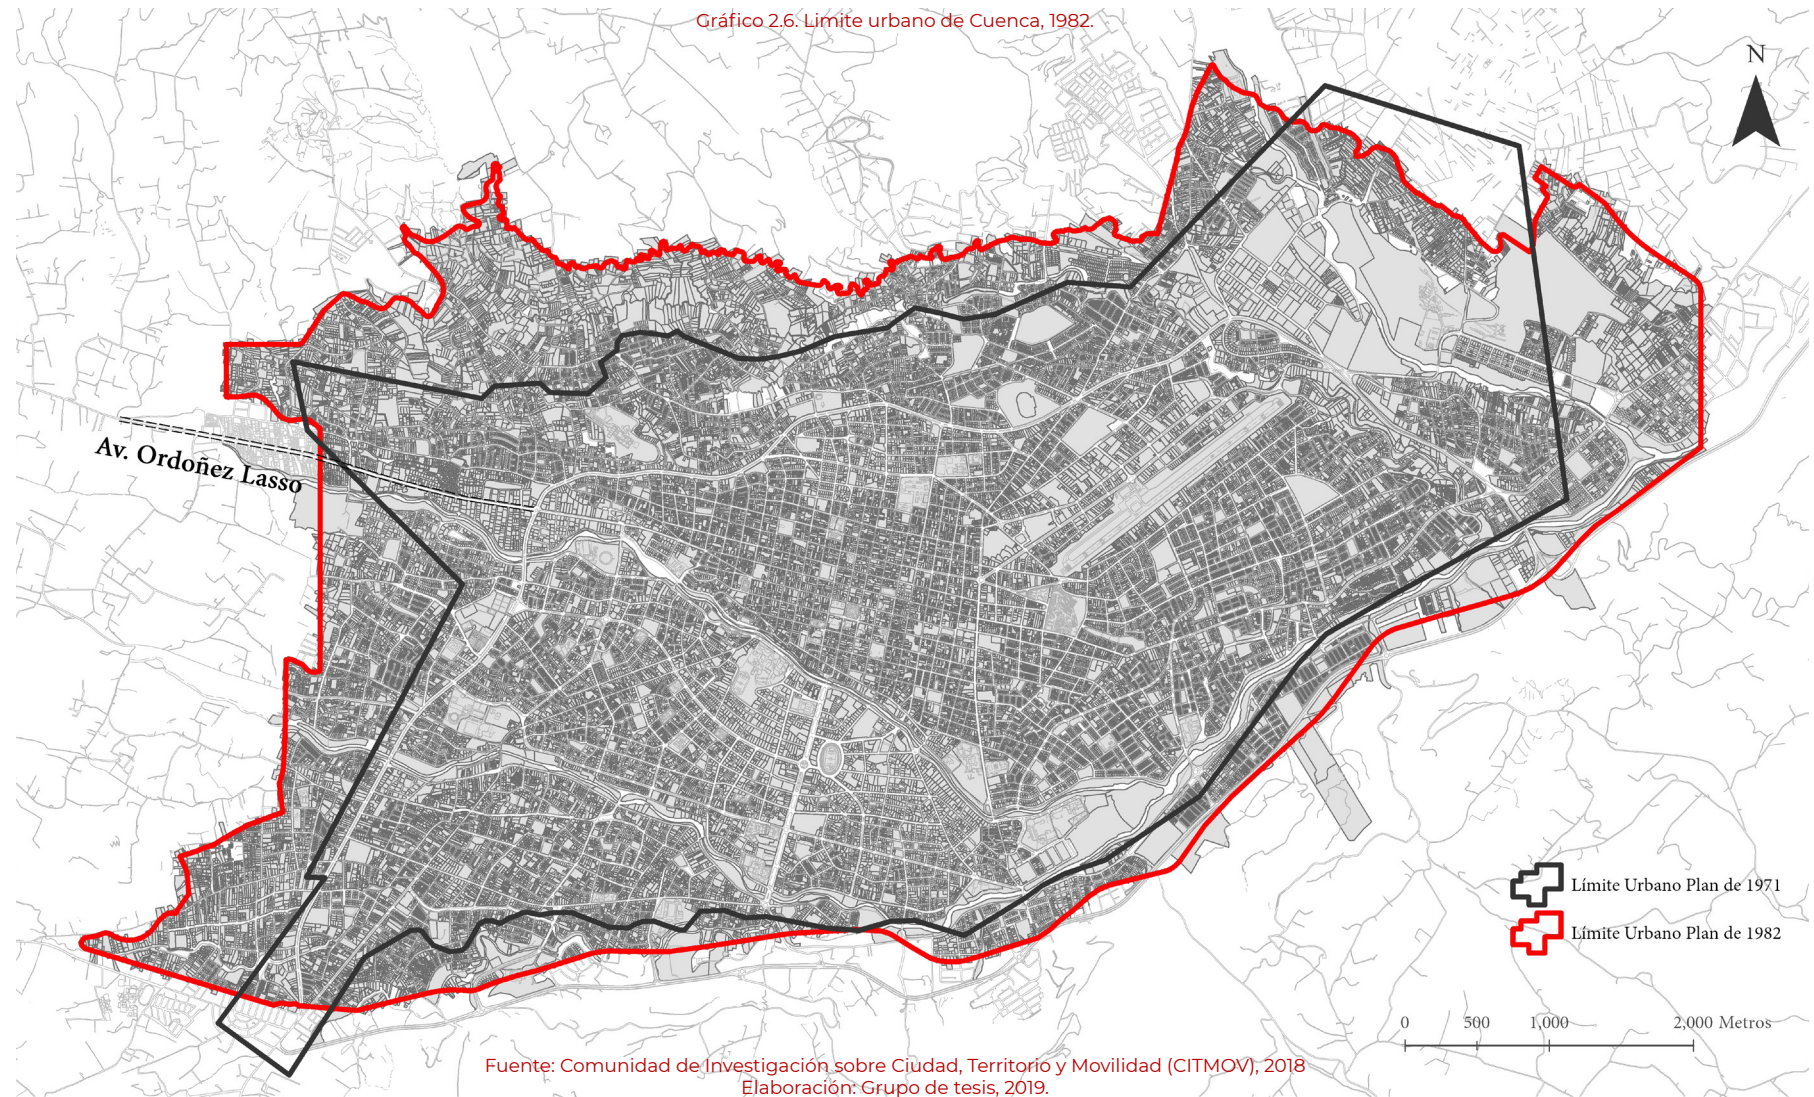 Gráfico 2.6. Limite urbano de Cuenca, 1982.
N
Av. Ordoñez Lasso
Límite Urbano Plan de 1971
Límite Urbano Plan de 1982
0 500 1,000 2,000 Metros
Fuente: Comunidad de Investigación sobre Ciudad, Territorio y Movilidad (CITMOV), 2018
Elaboración: Grupo de tesis, 2019.